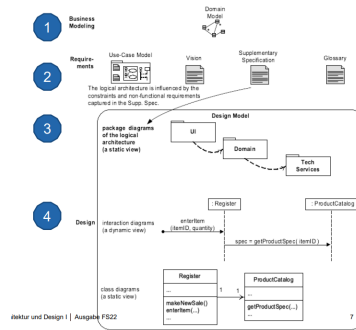 Domain
Model
1
Business
Modeling
2
Require-
ments
Use-Case Model
Vision
Supplementary
Specification
Glossary
The logical architecture is influenced by the
constraints and non-functional requirements
captured in the Supp. Spec.
3
Design Model
package diagrams
of the logical
architecture
(a static view)
UI
Domain
Tech
Services
4
Design
interaction diagrams
(a dynamic view)
: Register
: ProductCatalog
enterItem
(itemID, quantity)
spec = getProductSpec( itemID )
class diagrams
(a static view)
Register
...
makeNewSale()
enterItem(...)
...
1
1
ProductCatalog
...
getProductSpec(...)
...
itektur und Design I | Ausgabe FS22
7